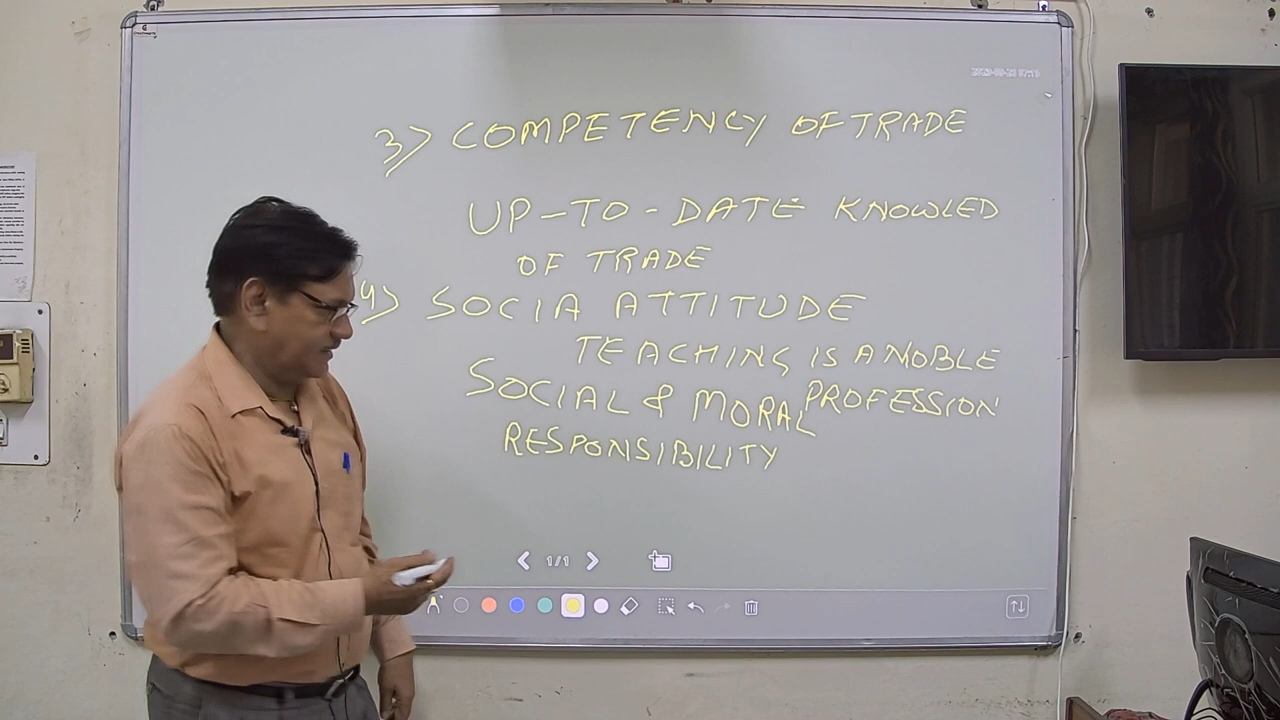 3> COMPETENCY OF TRADE
UP-TO-DATE KNOWLED
OF TRADE
4> SOCIA ATTITUDE
TEACHING IS A NOBLE
PROFESSION
SOCIAL & MORAL
RESPONSIBILITY
1/1